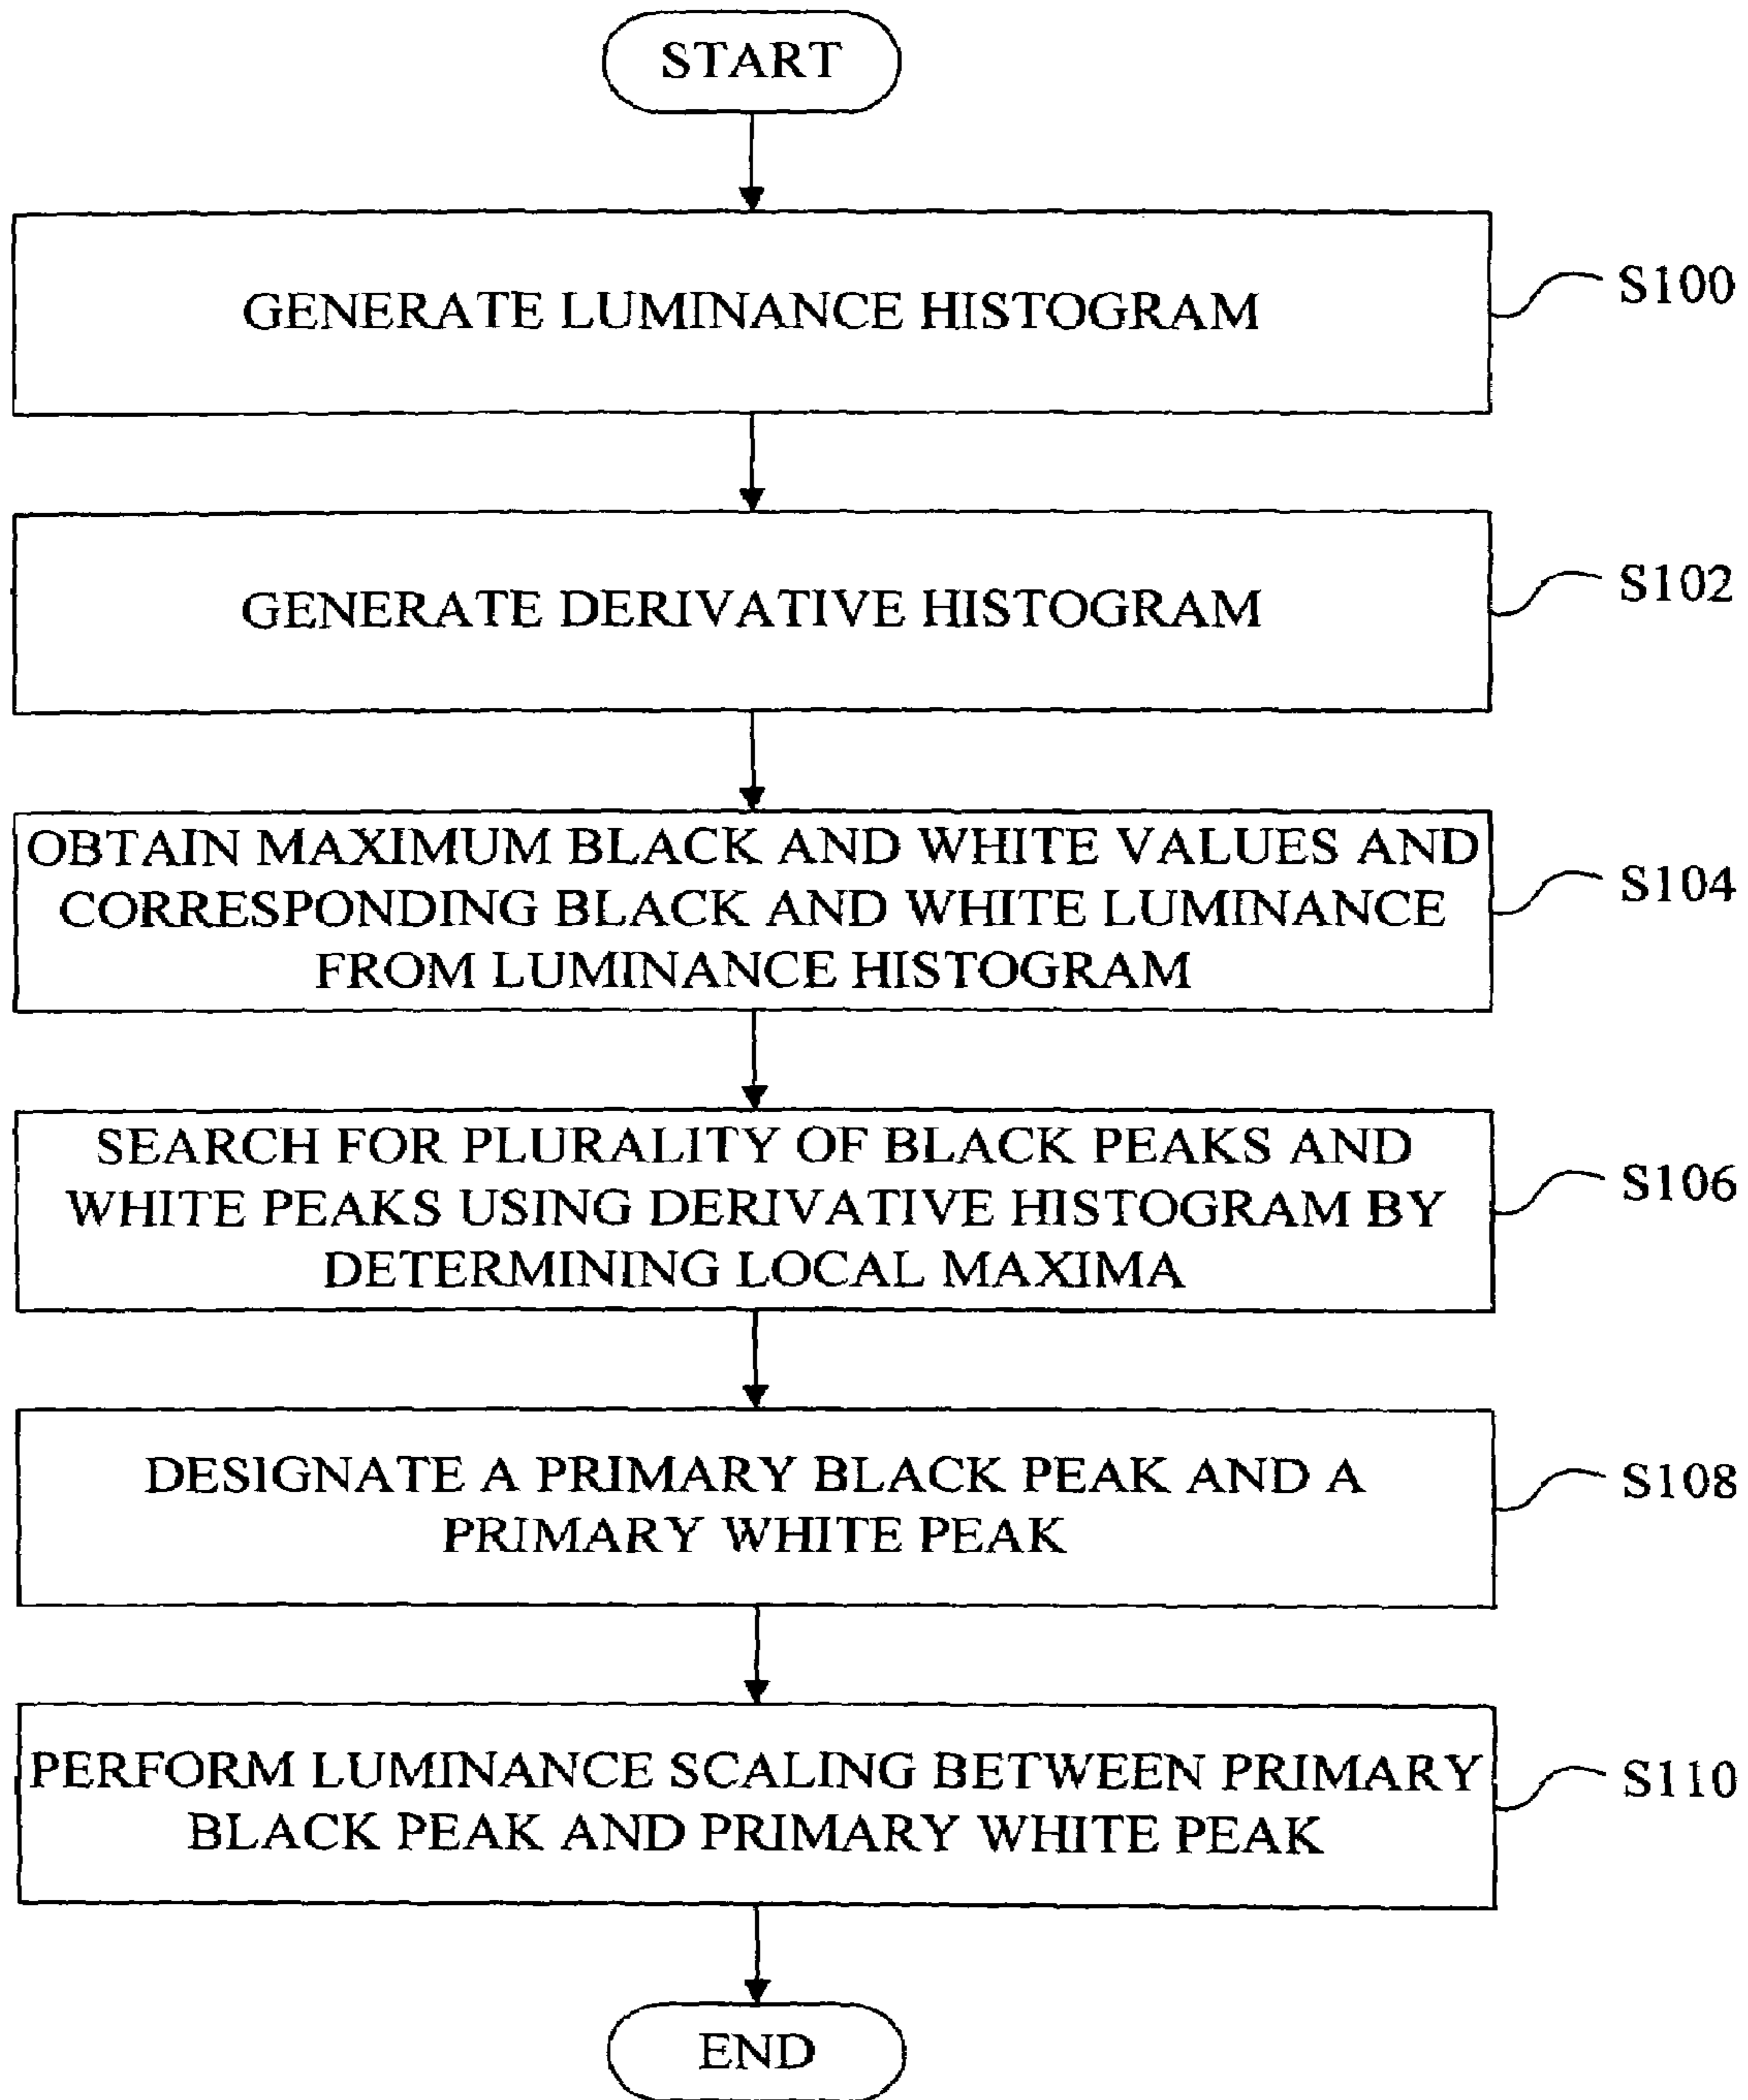 START
GENERATE LUMINANCE HISTOGRAM
S100
GENERATE DERIVATIVE HISTOGRAM
S102
OBTAIN MAXIMUM BLACK AND WHITE VALUES AND
CORRESPONDING BLACK AND WHITE LUMINANCE
FROM LUMINANCE HISTOGRAM
S104
SEARCH FOR PLURALITY OF BLACK PEAKS AND
WHITE PEAKS USING DERIVATIVE HISTOGRAM BY
DETERMINING LOCAL MAXIMA
S106
DESIGNATE A PRIMARY BLACK PEAK AND A
PRIMARY WHITE PEAK
S108
PERFORM LUMINANCE SCALING BETWEEN PRIMARY
BLACK PEAK AND PRIMARY WHITE PEAK
S110
END